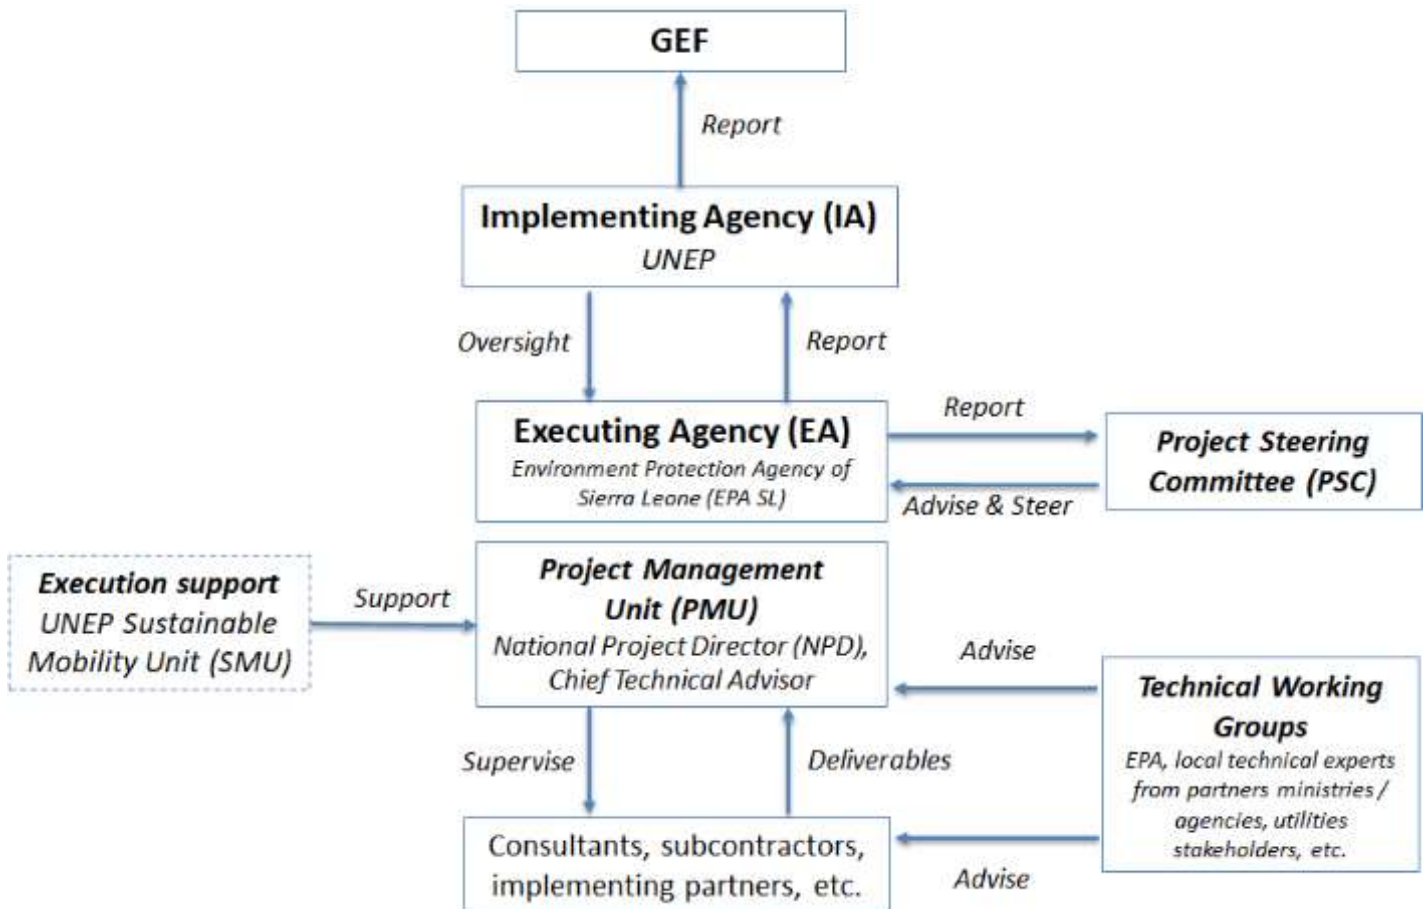 GEF
Report
Implementing Agency (IA)
UNEP
Oversight
Report
Executing Agency (EA)
Environment Protection Agency of
Sierra Leone (EPA SL)
Report
Advise & Steer
Project Steering
Committee (PSC)
Execution support
UNEP Sustainable
Mobility Unit (SMU)
Support
Project Management
Unit (PMU)
National Project Director (NPD),
Chief Technical Advisor
Advise
Technical Working
Groups
EPA, local technical experts
from partners ministries /
agencies, utilities
stakeholders, etc.
Supervise
Deliverables
Consultants, subcontractors,
implementing partners, etc.
Advise